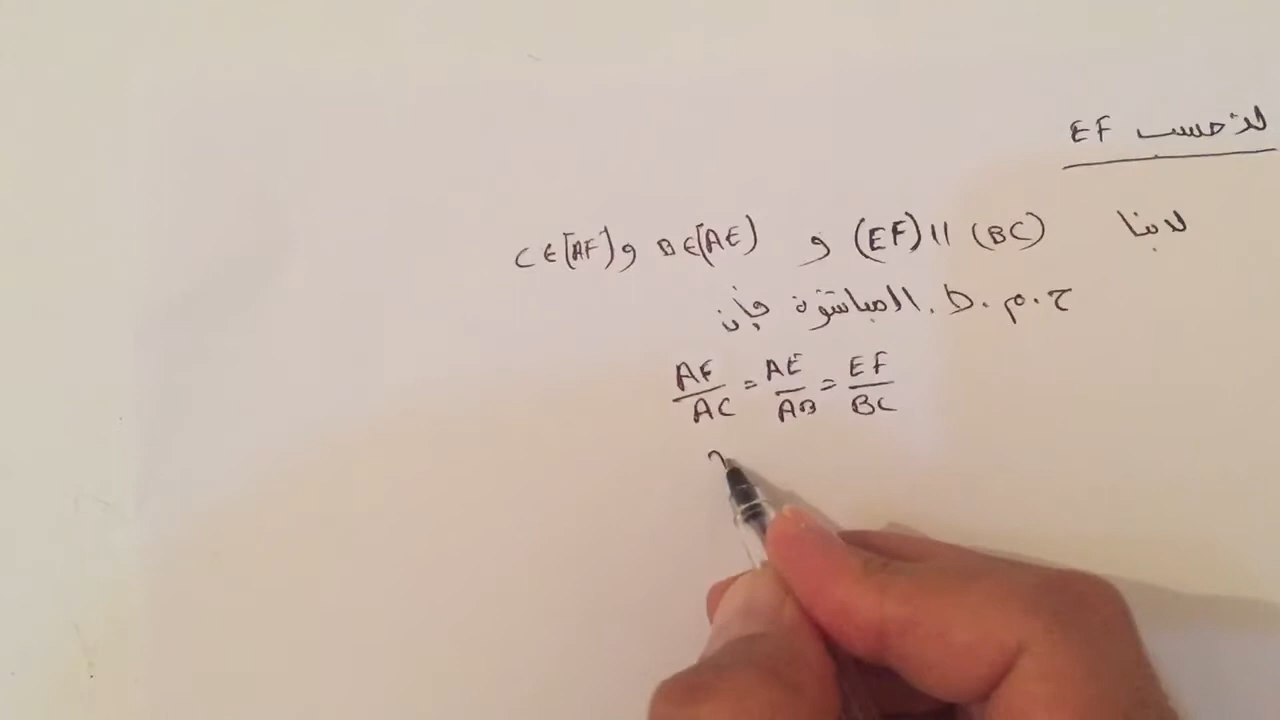 لنحسب EF
لدينا (EF) // (BC) و B∈[AE) و C∈[AF)
ح.م.ط. المباشرة فإن
AF/AC = AE/AB = EF/BC